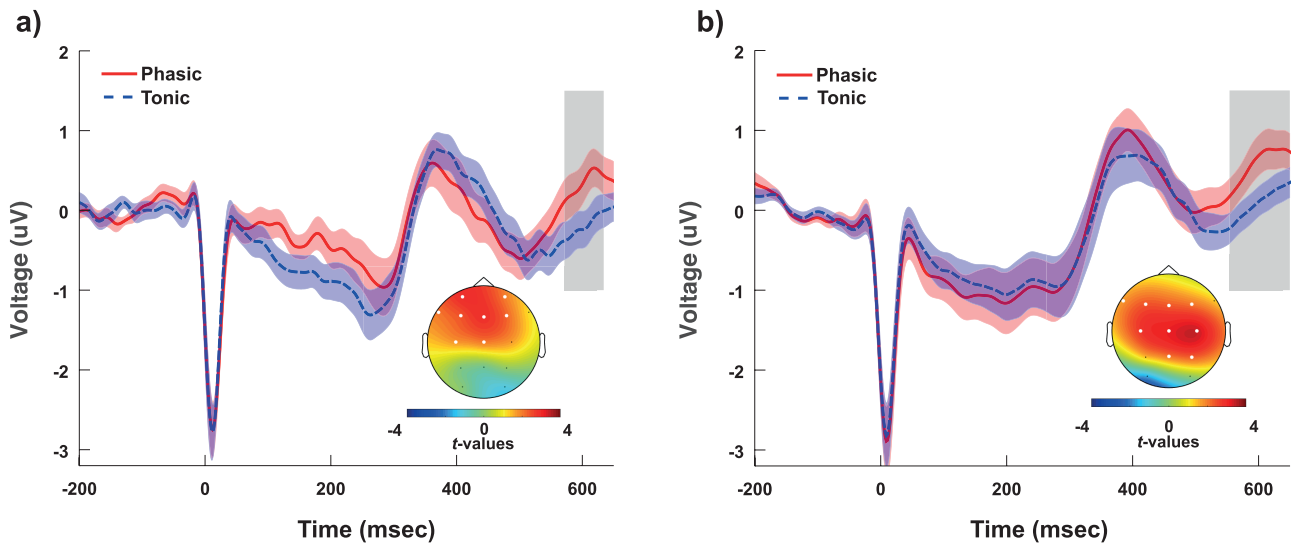 a)
2
1
0
-1
-2
-3
Voltage (uV)
Phasic
Tonic
-4 0 4
t-values
-200 0 200 400 600
Time (msec)
b)
2
1
0
-1
-2
-3
Voltage (uV)
Phasic
Tonic
-4 0 4
t-values
-200 0 200 400 600
Time (msec)